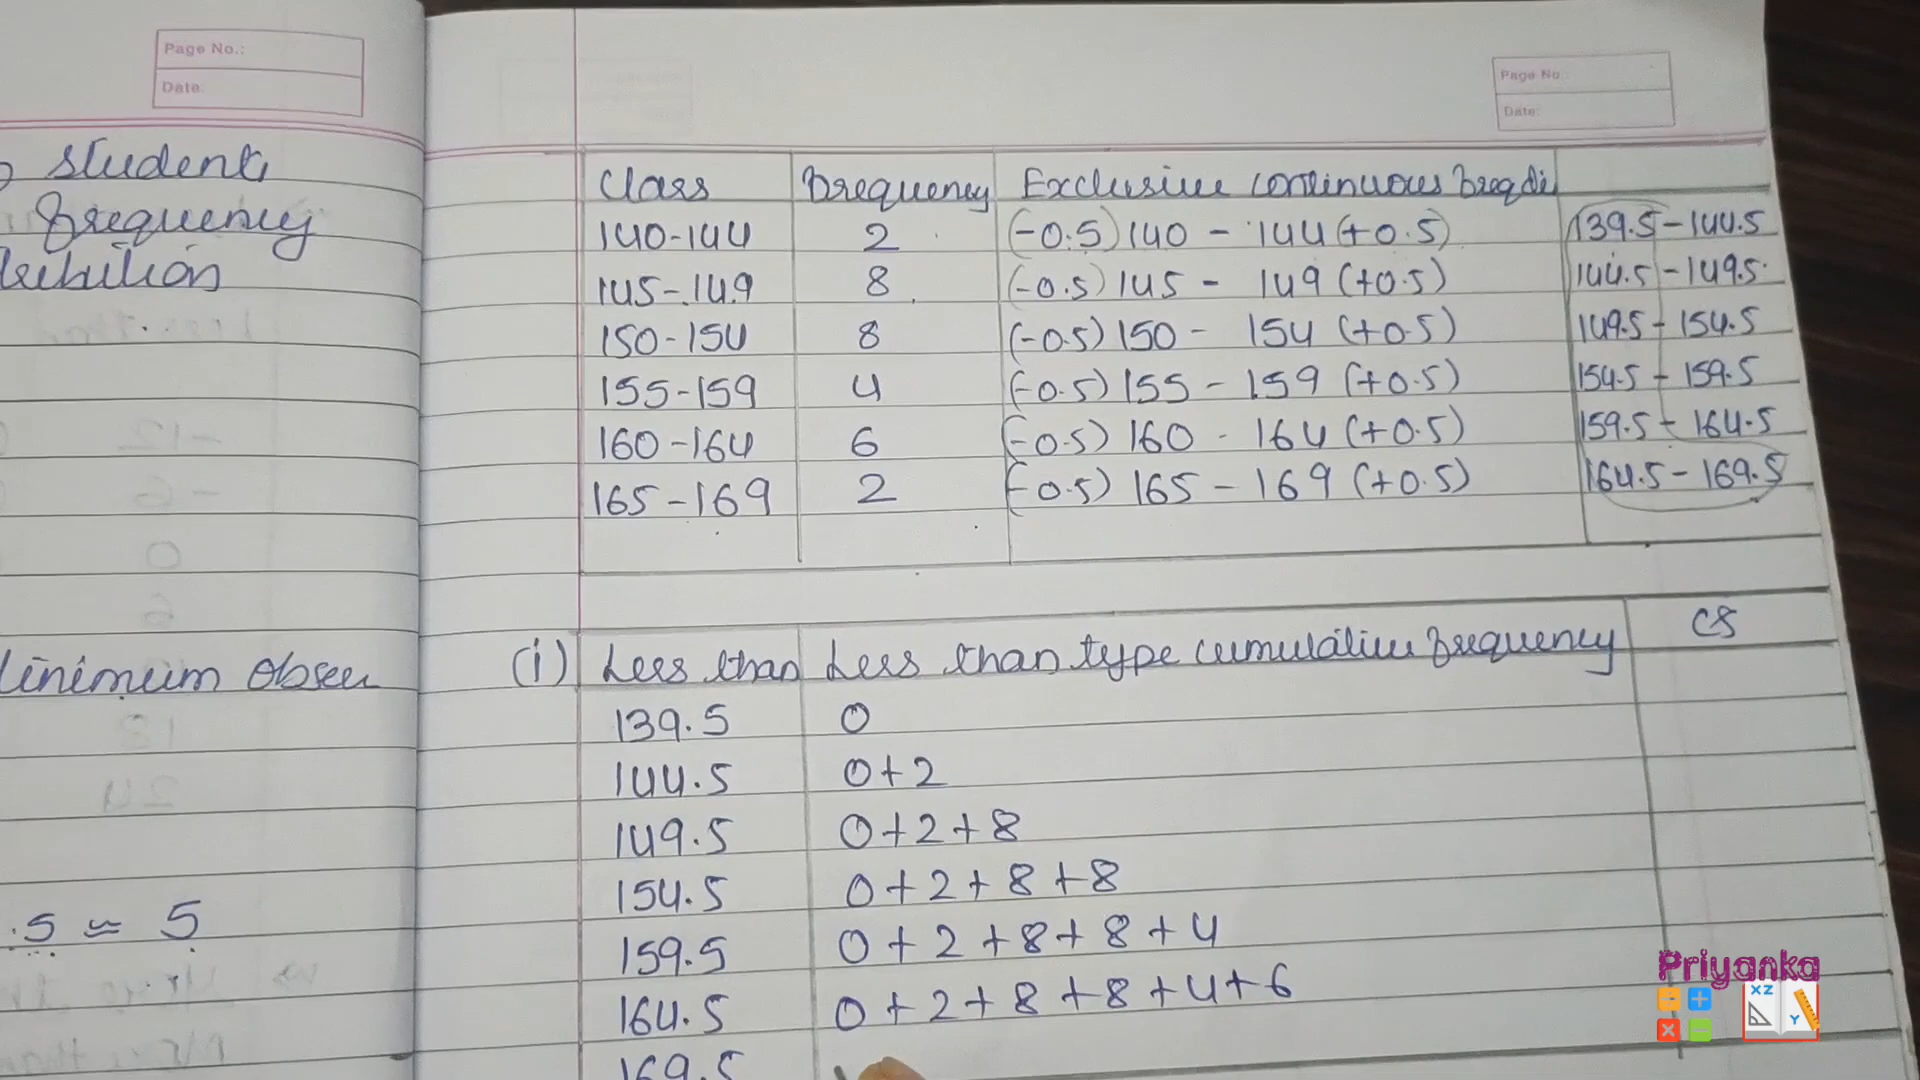 Page No.:
Date:
Page No.:
Date:
student
frequency
Class Frequency Exclusive continuous freqdi
140-144 2 (-0.5) 140 - 144 (+0.5) 139.5-144.5
145-149 8 (-0.5) 145 - 149 (+0.5) 144.5-149.5
150-154 8 (-0.5) 150 - 154 (+0.5) 149.5-154.5
155-159 4 (-0.5) 155 - 159 (+0.5) 154.5-159.5
160-164 6 (-0.5) 160 - 164 (+0.5) 159.5-164.5
165-169 2 (-0.5) 165 - 169 (+0.5) 164.5-169.5
inimum obser
(i) Less than Less than type cumulative frequency cf
139.5 0
144.5 0+2
149.5 0+2+8
154.5 0+2+8+8
.5 ≈ 5
159.5 0+2+8+8+4
164.5 0+2+8+8+4+6
169.5
Priyanka
XZ
Y